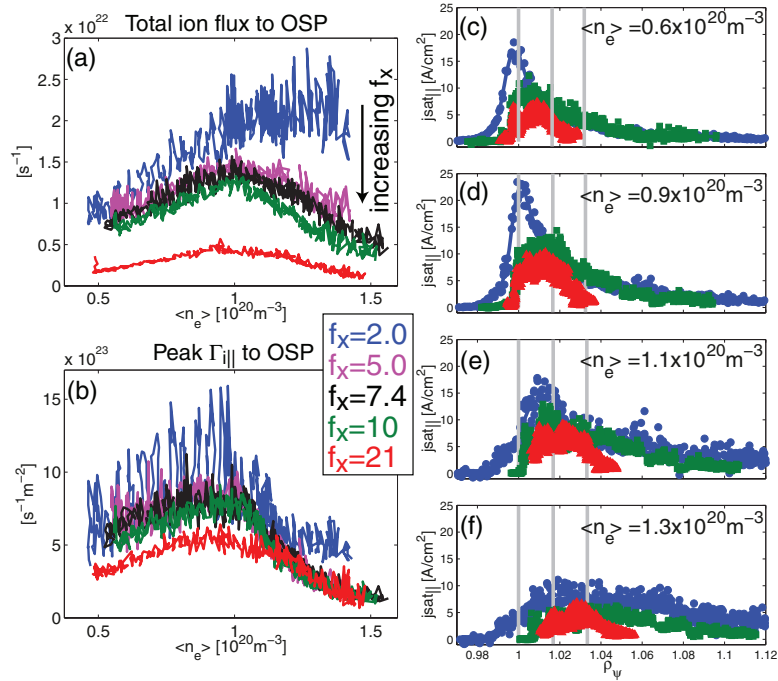 Total ion flux to OSP
x 10²²
(a)
3
2.5
2
1.5
1
0.5
0
[s⁻¹]
increasing fₓ
0.5
1.0
1.5
<nₑ> [10²⁰m⁻³]
Peak Γᵢ|| to OSP
x 10²³
(b)
15
10
5
0
[s⁻¹m⁻²]
0.5
1.0
1.5
<nₑ> [10²⁰m⁻³]
fₓ=2.0
fₓ=5.0
fₓ=7.4
fₓ=10
fₓ=21
(c)
<nₑ> =0.6x10²⁰m⁻³
25
20
15
10
5
0
jsat|| [A/cm²]
(d)
<nₑ> =0.9x10²⁰m⁻³
25
20
15
10
5
0
jsat|| [A/cm²]
(e)
<nₑ> =1.1x10²⁰m⁻³
25
20
15
10
5
0
jsat|| [A/cm²]
(f)
<nₑ> =1.3x10²⁰m⁻³
25
20
15
10
5
0
jsat|| [A/cm²]
0.98
1
1.02
1.04
1.06
1.08
1.1
1.12
ρ_ψ